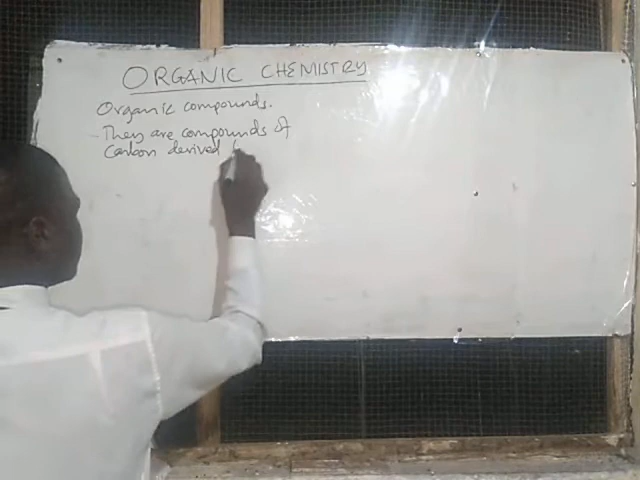 ORGANIC CHEMISTRY
Organic compounds.
- They are compounds of
Carbon derived